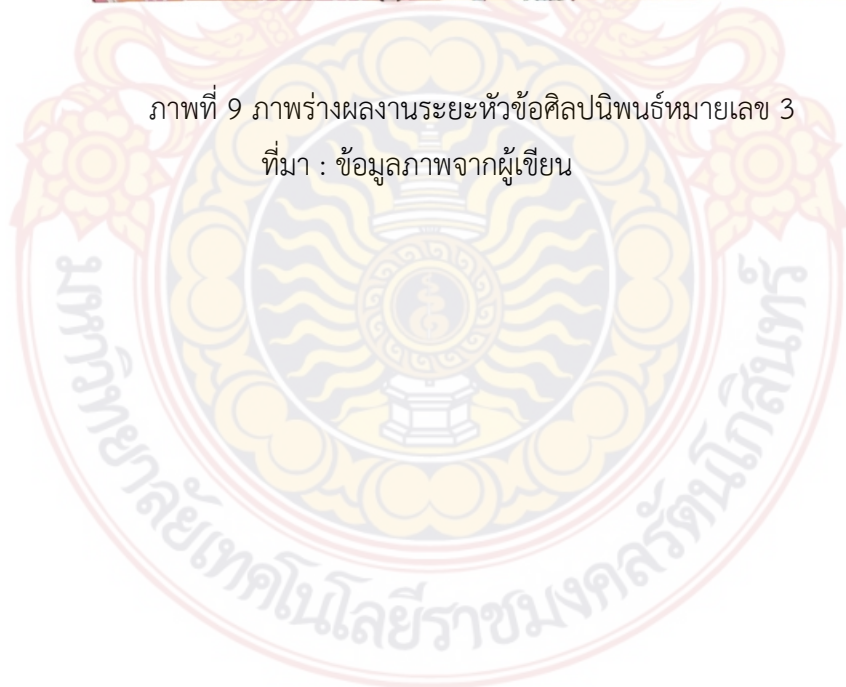 ภาพที่ 9 ภาพร่างผลงานระยะหัวข้อศิลปนิพนธ์หมายเลข 3
ที่มา : ข้อมูลภาพจากผู้เขียน
มหาวิทยาลัยเทคโนโลยีราชมงคลรัตนโกสินทร์